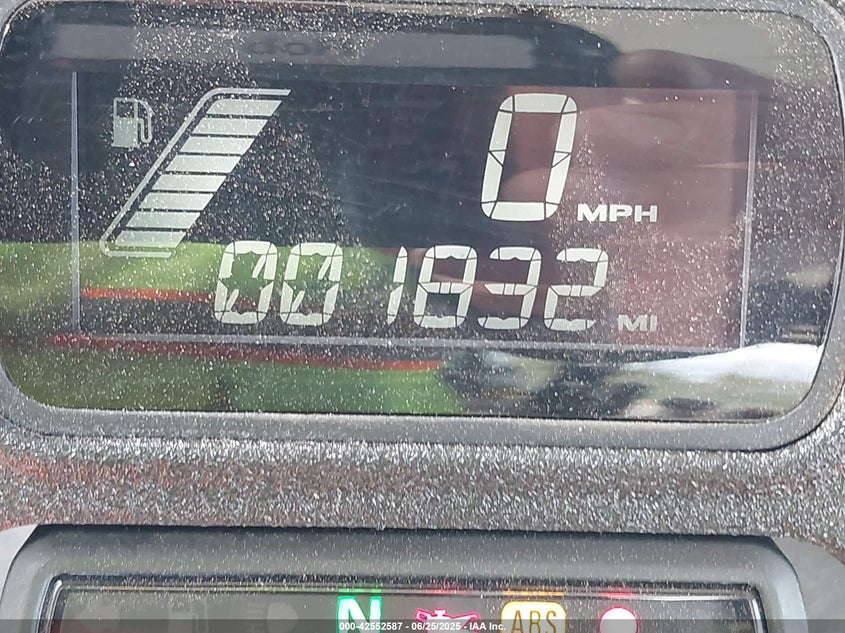 0 MPH
001832 MI
N ABS
000-42552587 - 06/25/2025 - IAA Inc.